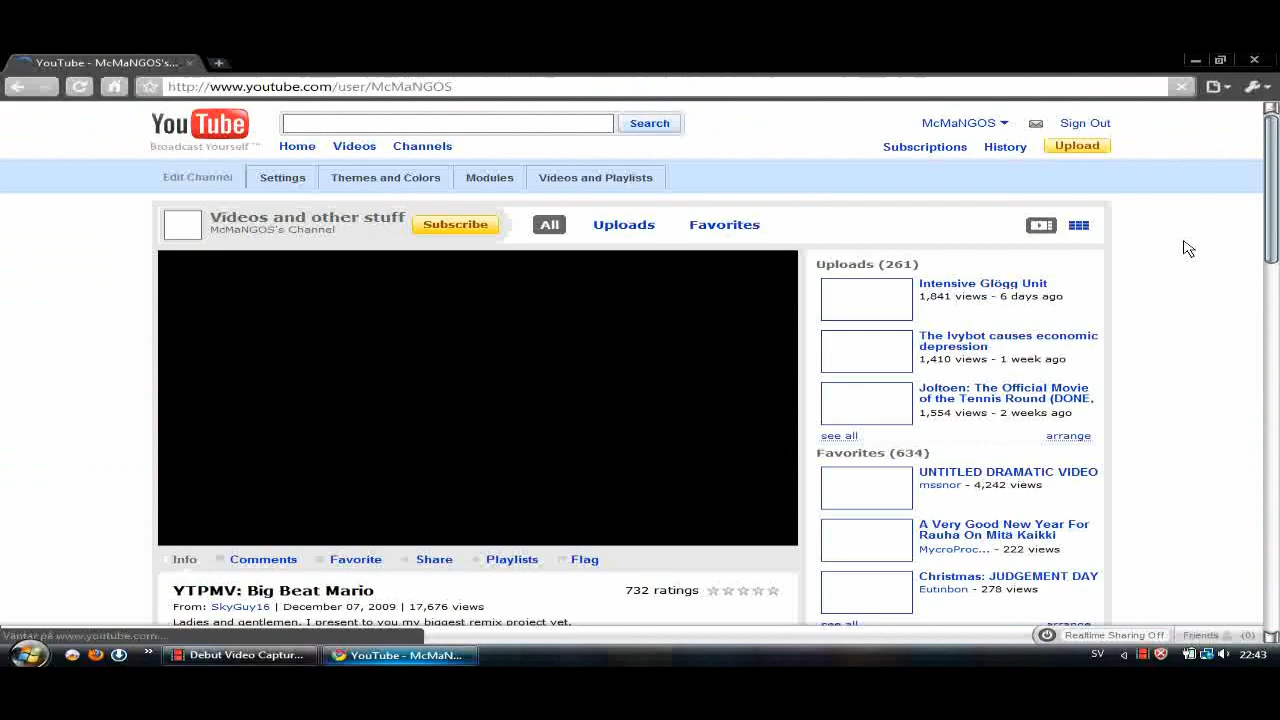 YouTube - McMaNGOS's...
http://www.youtube.com/user/McMaNGOS
YouTube
Broadcast Yourself™
Search
McMaNGOS
Sign Out
Home Videos Channels
Subscriptions History Upload
Edit Channel Settings Themes and Colors Modules Videos and Playlists
Videos and other stuff
McMaNGOS's Channel
Subscribe
All Uploads Favorites
Uploads (261)
Intensive Glögg Unit
1,841 views - 6 days ago
The Ivybot causes economic
depression
1,410 views - 1 week ago
Joltoen: The Official Movie
of the Tennis Round (DONE,
1,554 views - 2 weeks ago
see all arrange
Favorites (634)
UNTITLED DRAMATIC VIDEO
mssnor - 4,242 views
A Very Good New Year For
Rauha On Mita Kaikki
MycroProc... - 222 views
Christmas: JUDGEMENT DAY
Eutinbon - 278 views
see all arrange
Info Comments Favorite Share Playlists Flag
YTPMV: Big Beat Mario
732 ratings
From: SkyGuy16 | December 07, 2009 | 17,676 views
Ladies and gentlemen, I present to you my biggest remix project yet.
Väntar på www.youtube.com...
Realtime Sharing Off Friends (0)
Debut Video Captur...
YouTube - McMaN...
SV
22:43